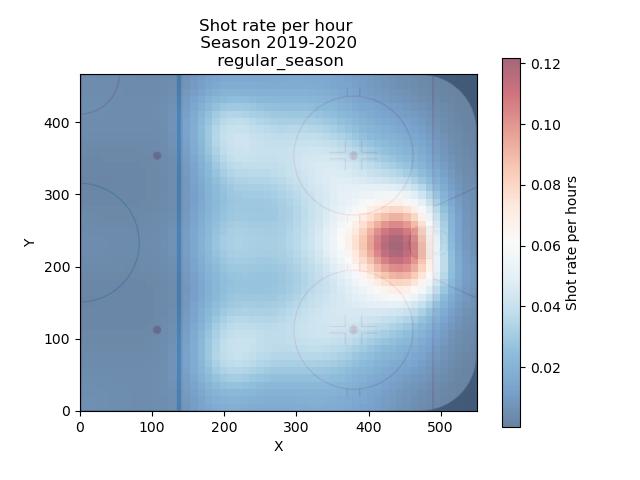 Shot rate per hour
Season 2019-2020
regular_season
Y
400
300
200
100
0
0 100 200 300 400 500
X
0.12
0.10
0.08
0.06
0.04
0.02
Shot rate per hours